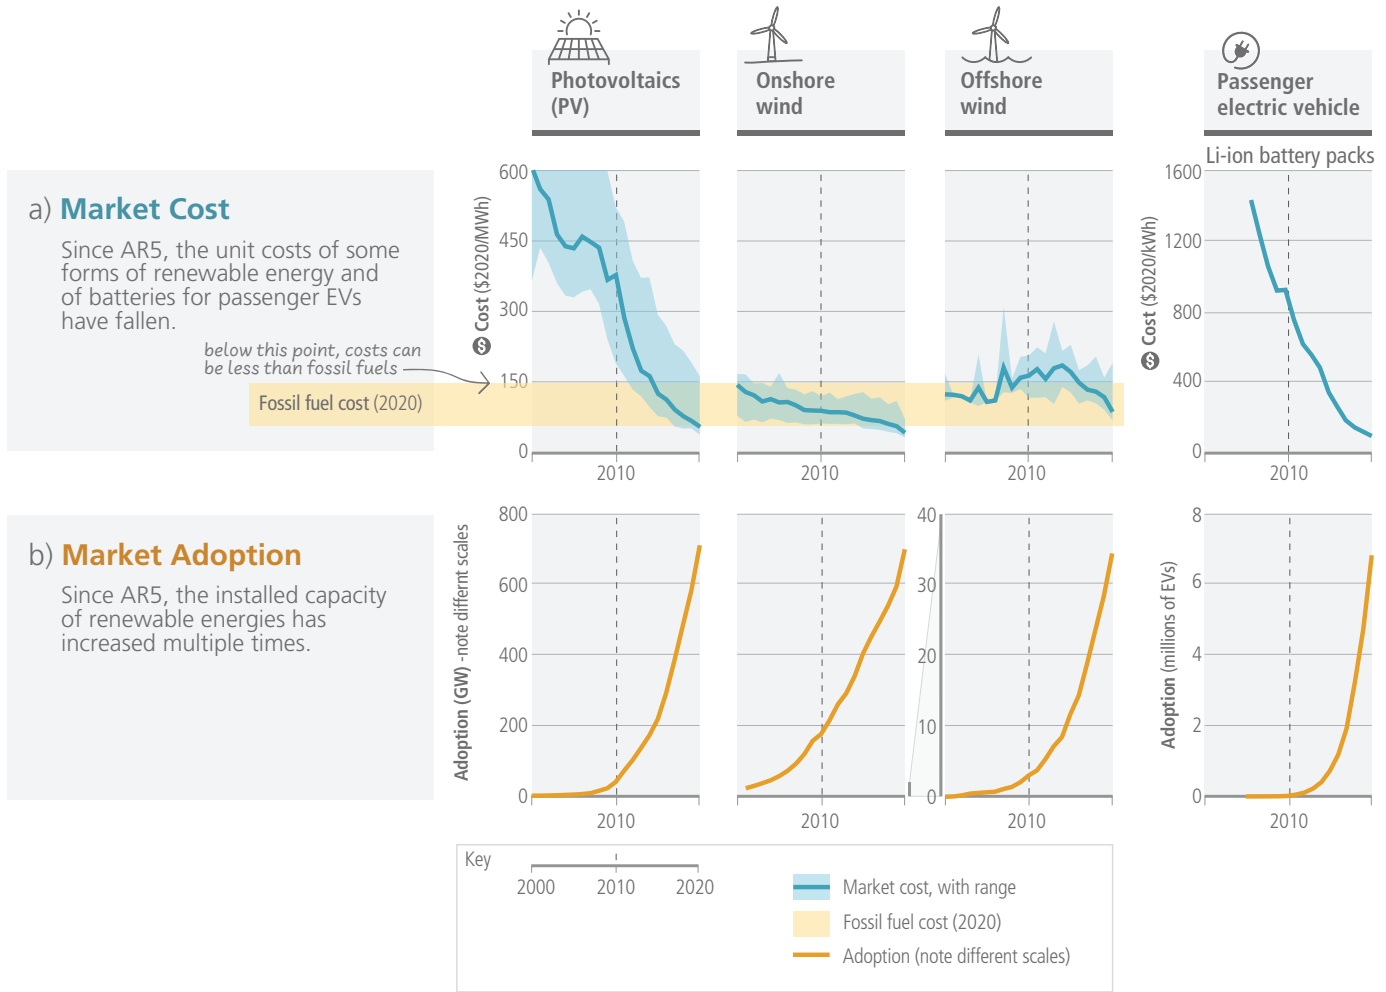 Photovoltaics
(PV)
Onshore
wind
Offshore
wind
Passenger
electric vehicle
a) Market Cost
Since AR5, the unit costs of some
forms of renewable energy and
of batteries for passenger EVs
have fallen.
below this point, costs can
be less than fossil fuels
Fossil fuel cost (2020)
$ Cost ($2020/MWh)
600
450
300
150
0
2010
2010
2010
Li-ion battery packs
$ Cost ($2020/kWh)
1600
1200
800
400
0
2010
b) Market Adoption
Since AR5, the installed capacity
of renewable energies has
increased multiple times.
Adoption (GW) -note differnt scales
800
600
400
200
0
2010
2010
40
30
20
10
0
2010
Adoption (millions of EVs)
8
6
4
2
0
2010
Key
2000 2010 2020
Market cost, with range
Fossil fuel cost (2020)
Adoption (note different scales)